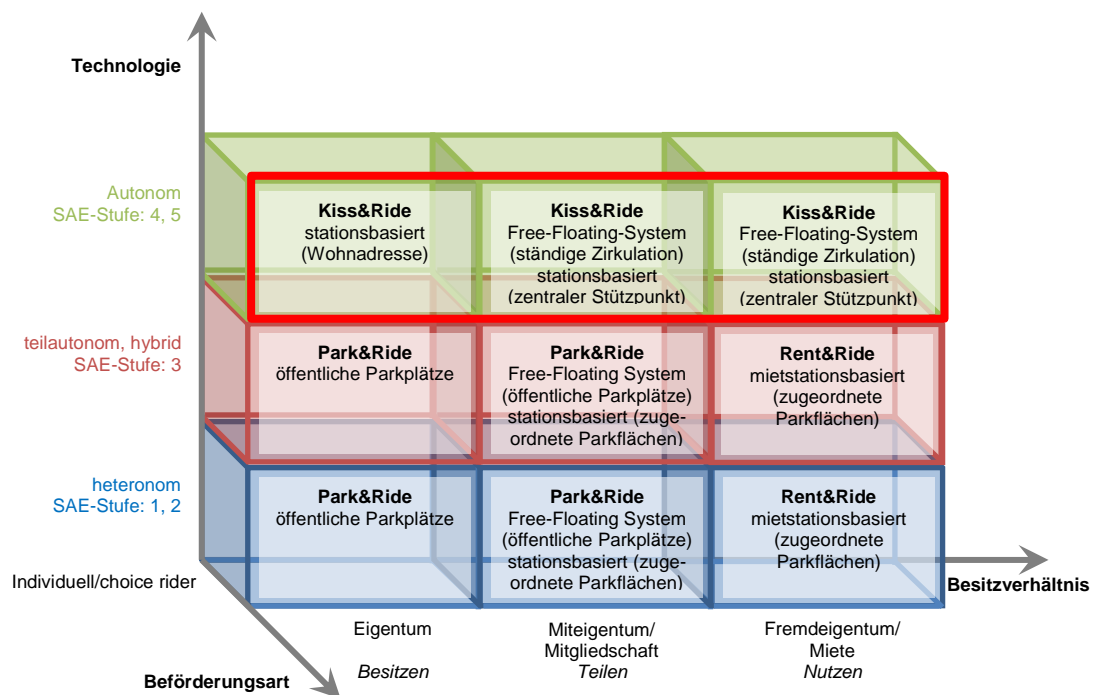 Technologie
Autonom
SAE-Stufe: 4, 5
Kiss&Ride
stationsbasiert
(Wohnadresse)
Kiss&Ride
Free-Floating-System
(ständige Zirkulation)
stationsbasiert
(zentraler Stützpunkt)
Kiss&Ride
Free-Floating-System
(ständige Zirkulation)
stationsbasiert
(zentraler Stützpunkt)
teilautonom, hybrid
SAE-Stufe: 3
Park&Ride
öffentliche Parkplätze
Park&Ride
Free-Floating System
(öffentliche Parkplätze)
stationsbasiert (zuge-
ordnete Parkflächen)
Rent&Ride
mietstationsbasiert
(zugeordnete
Parkflächen)
heteronom
SAE-Stufe: 1, 2
Park&Ride
öffentliche Parkplätze
Park&Ride
Free-Floating System
(öffentliche Parkplätze)
stationsbasiert (zuge-
ordnete Parkflächen)
Rent&Ride
mietstationsbasiert
(zugeordnete
Parkflächen)
Individuell/choice rider
Besitzverhältnis
Eigentum
Besitzen
Miteigentum/
Mitgliedschaft
Teilen
Fremdeigentum/
Miete
Nutzen
Beförderungsart